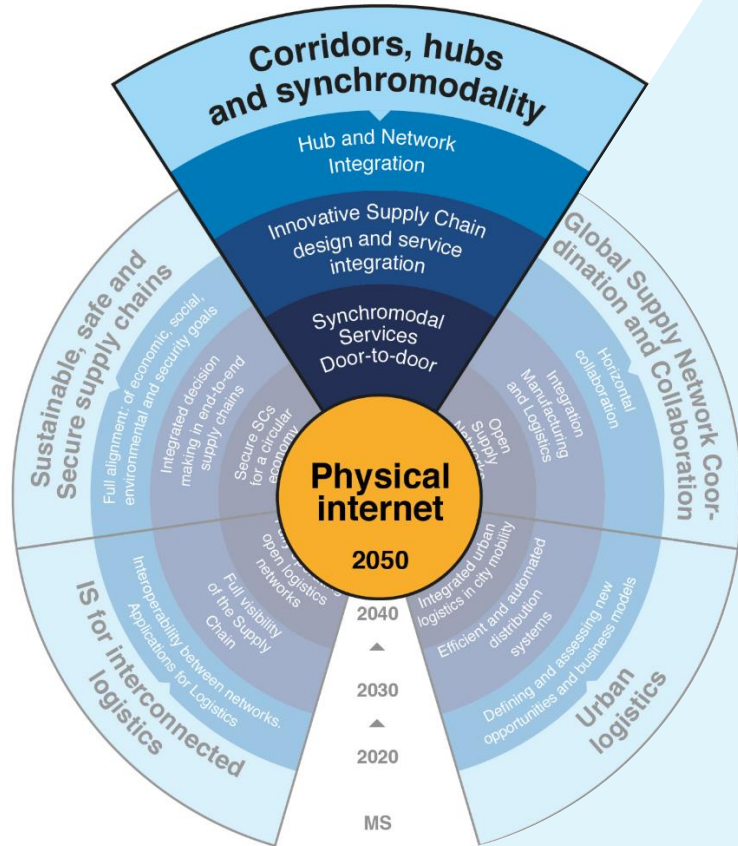 Corridors, hubs
and synchromodality
Hub and Network
Integration
Innovative Supply Chain
design and service
integration
Synchromodal
Services
Door-to-door
Sustainable, safe and
Secure supply chains
Full alignment: of economic, social,
environmental and security goals
Integrated decision
making in end-to-end
supply chains
Secure SCs
for a circular
economy
Global Supply Network Coor-
dination and Collaboration
Horizontal
collaboration
Integration
Manufacturing
and Logistics
Open
Supply
Networks
Physical
internet
2050
IS for interconnected
logistics
Interoperability between networks.
Applications for Logistics
Full visibility
of the Supply
Chain
open logistics
networks
Urban
logistics
Defining and assessing new
opportunities and business models
Efficient and automated
distribution
systems
Integrated urban
logistics in city mobility
2040
2030
2020
MS